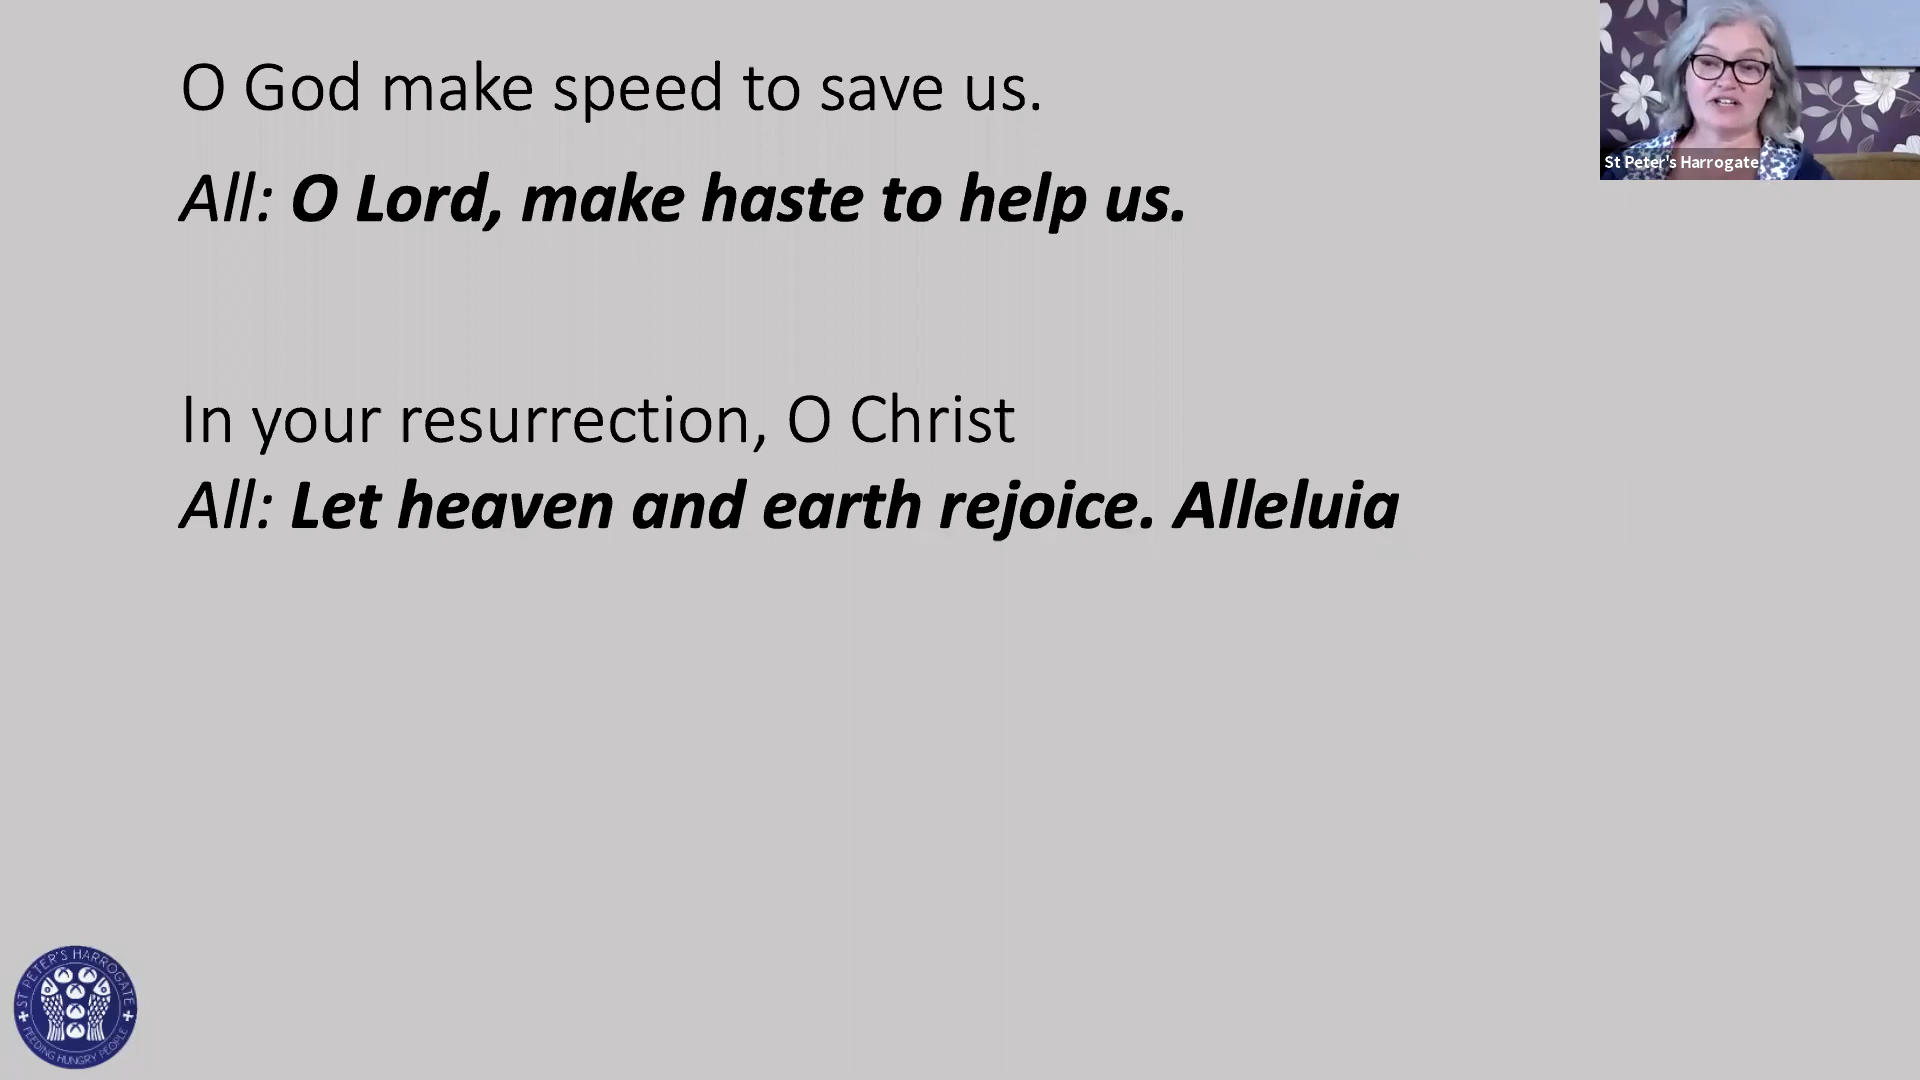 O God make speed to save us.
All: O Lord, make haste to help us.
In your resurrection, O Christ
All: Let heaven and earth rejoice. Alleluia
St Peter's Harrogate
ST PETER'S HARROGATE
FEEDING HUNGRY PEOPLE